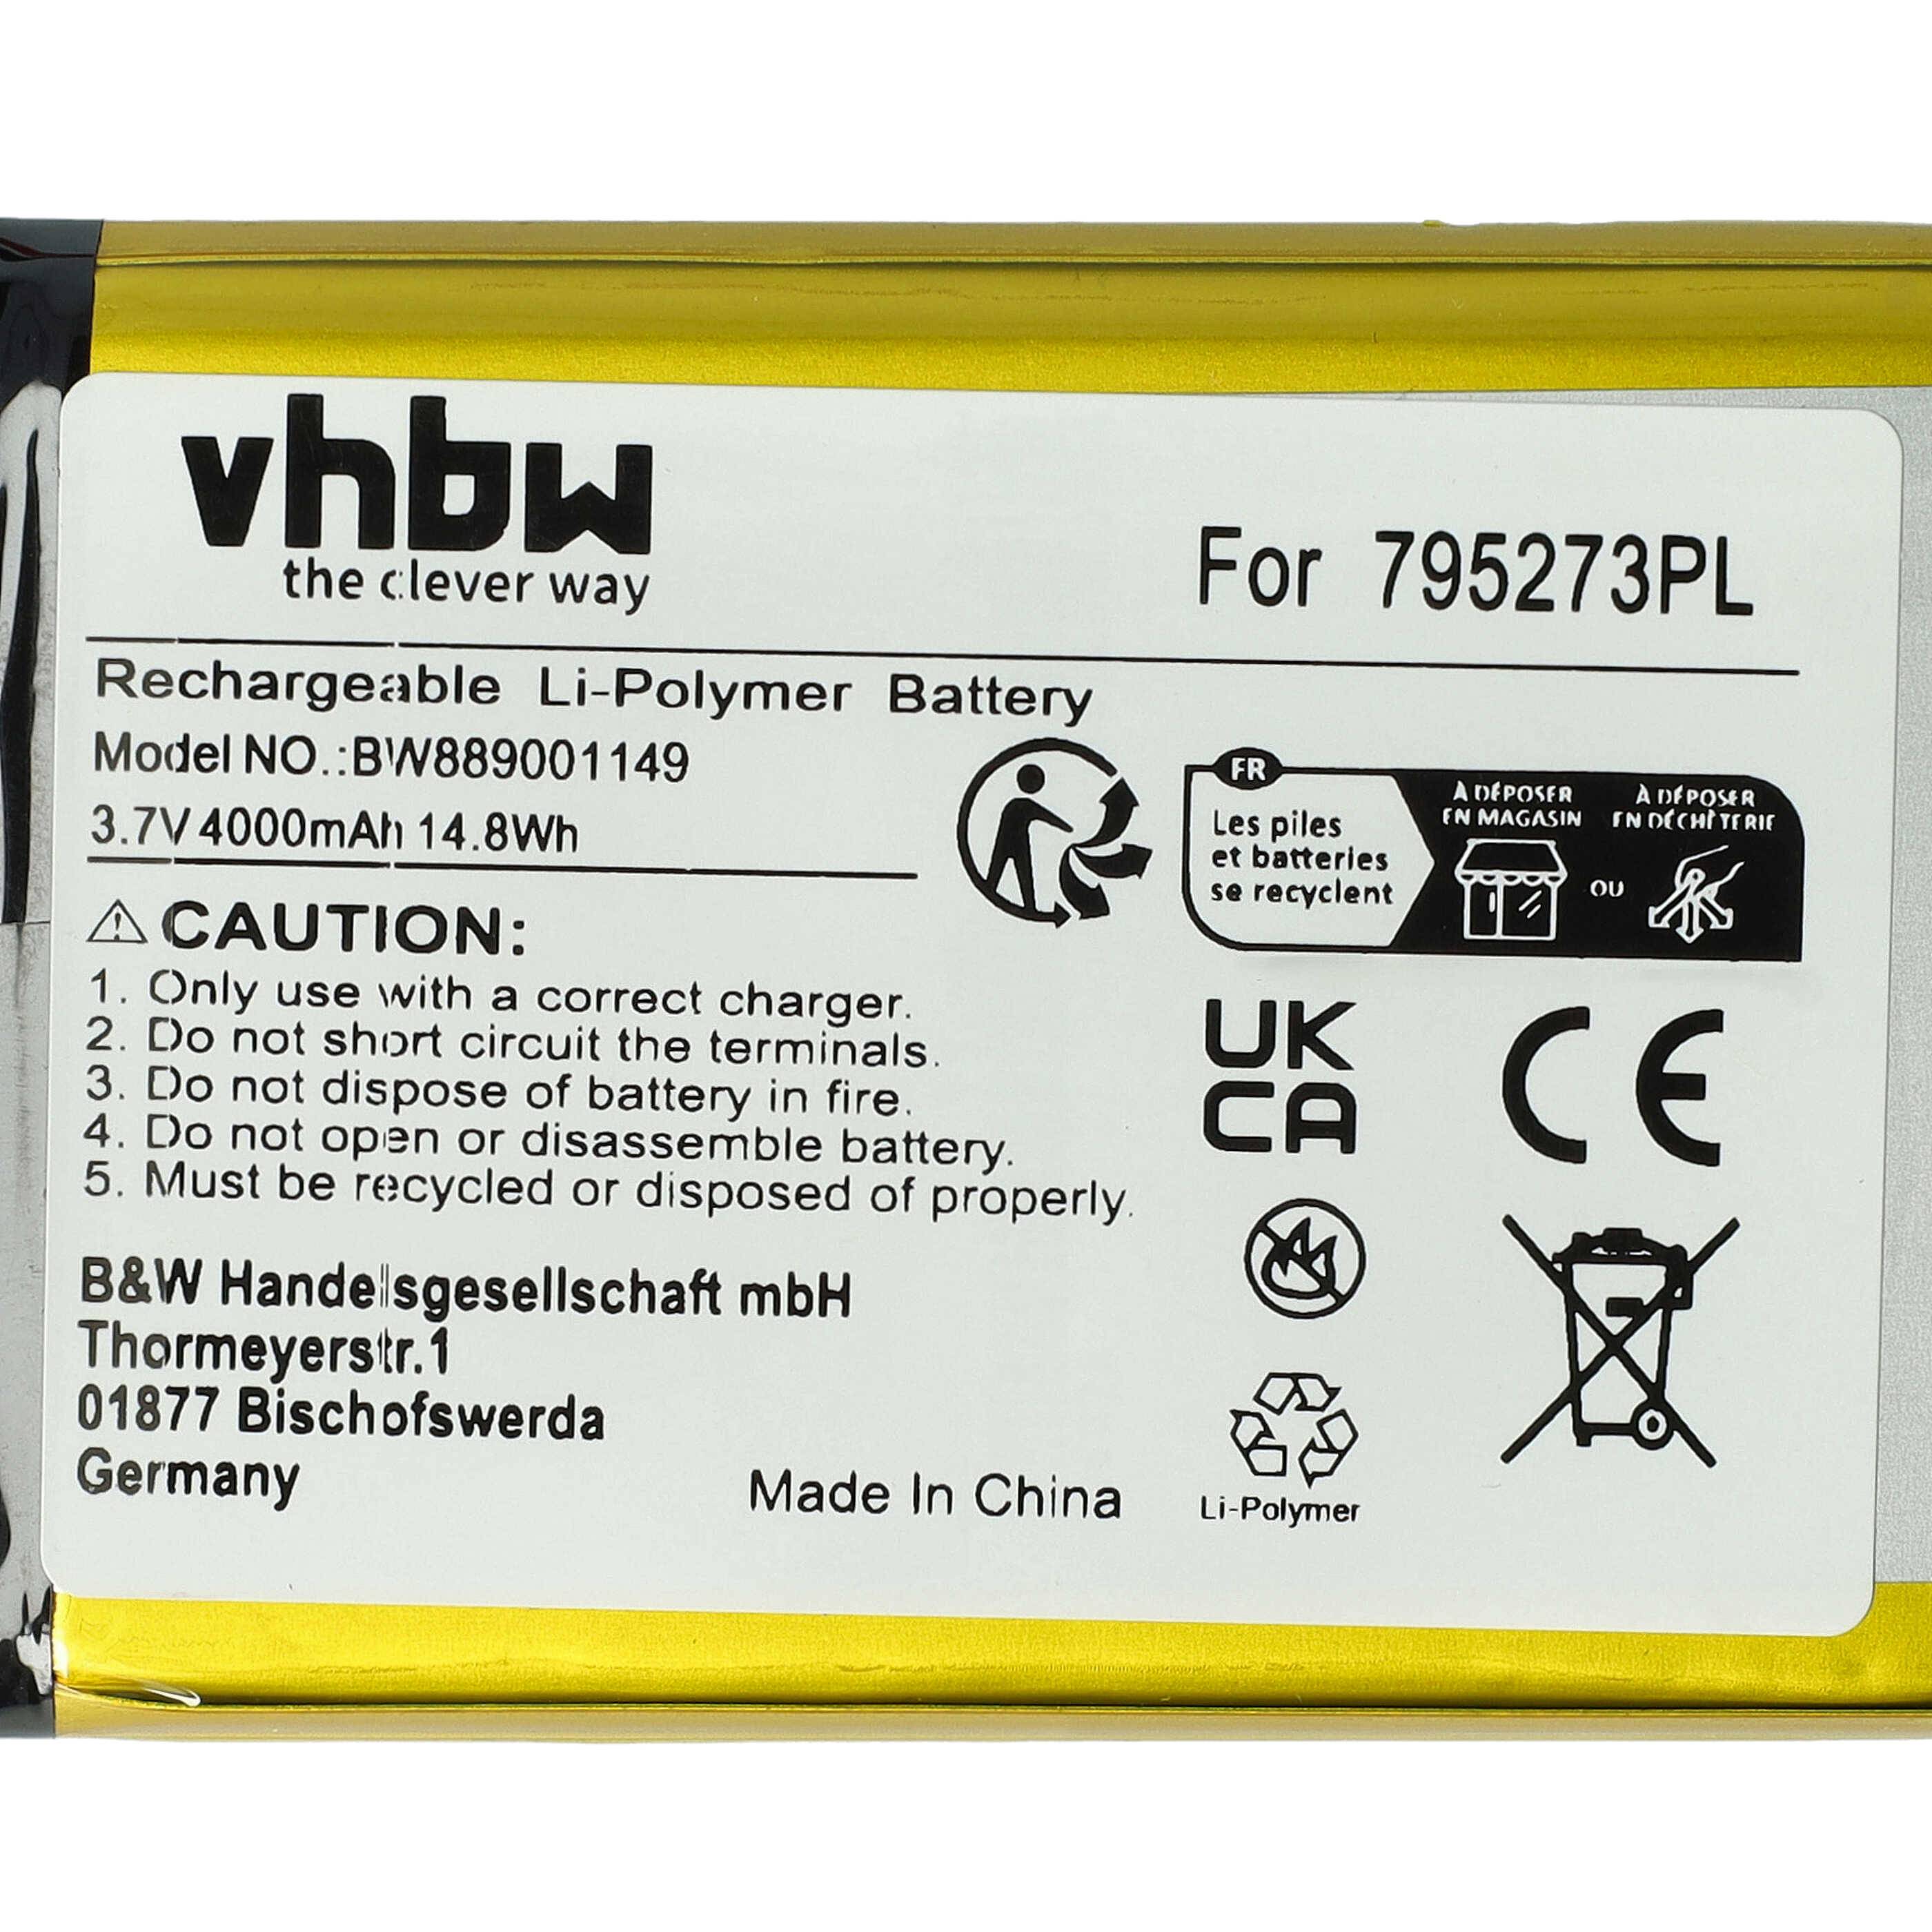 vhbw
the clever way
For 795273PL
Rechargeable Li-Polymer Battery
Model NO.:BW889001149
3.7V 4000mAh 14.8Wh
FR
Les piles
et batteries
se recyclent
À DÉPOSER
EN MAGASIN
OU
À DÉPOSER
EN DÉCHÈTERIE
CAUTION:
1. Only use with a correct charger.
2. Do not short circuit the terminals.
3. Do not dispose of battery in fire.
4. Do not open or disassemble battery.
5. Must be recycled or disposed of properly.
UK
CA
CE
B&W Handelsgesellschaft mbH
Thormeyerstr.1
01877 Bischofswerda
Germany
Made In China
Li-Polymer